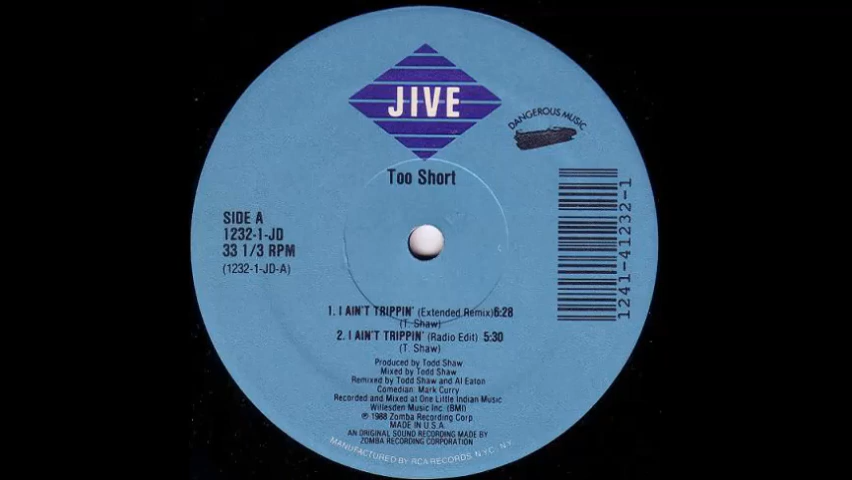 JIVE
DANGEROUS MUSIC
Too Short
SIDE A
1232-1-JD
33 1/3 RPM
(1232-1-JD-A)
1241-41232-1
1. I AIN'T TRIPPIN' (Extended Remix) 6:28
(T. Shaw)
2. I AIN'T TRIPPIN' (Radio Edit) 5:30
(T. Shaw)
Produced by Todd Shaw
Mixed by Todd Shaw
Remixed by Todd Shaw and Al Eaton
Comedian: Mark Curry
Recorded and Mixed at One Little Indian Music
Willesden Music Inc. (BMI)
℗ 1988 Zomba Recording Corp.
MADE IN U.S.A.
AN ORIGINAL SOUND RECORDING MADE BY
ZOMBA RECORDING CORPORATION
MANUFACTURED BY RCA RECORDS N.Y.C., N.Y.